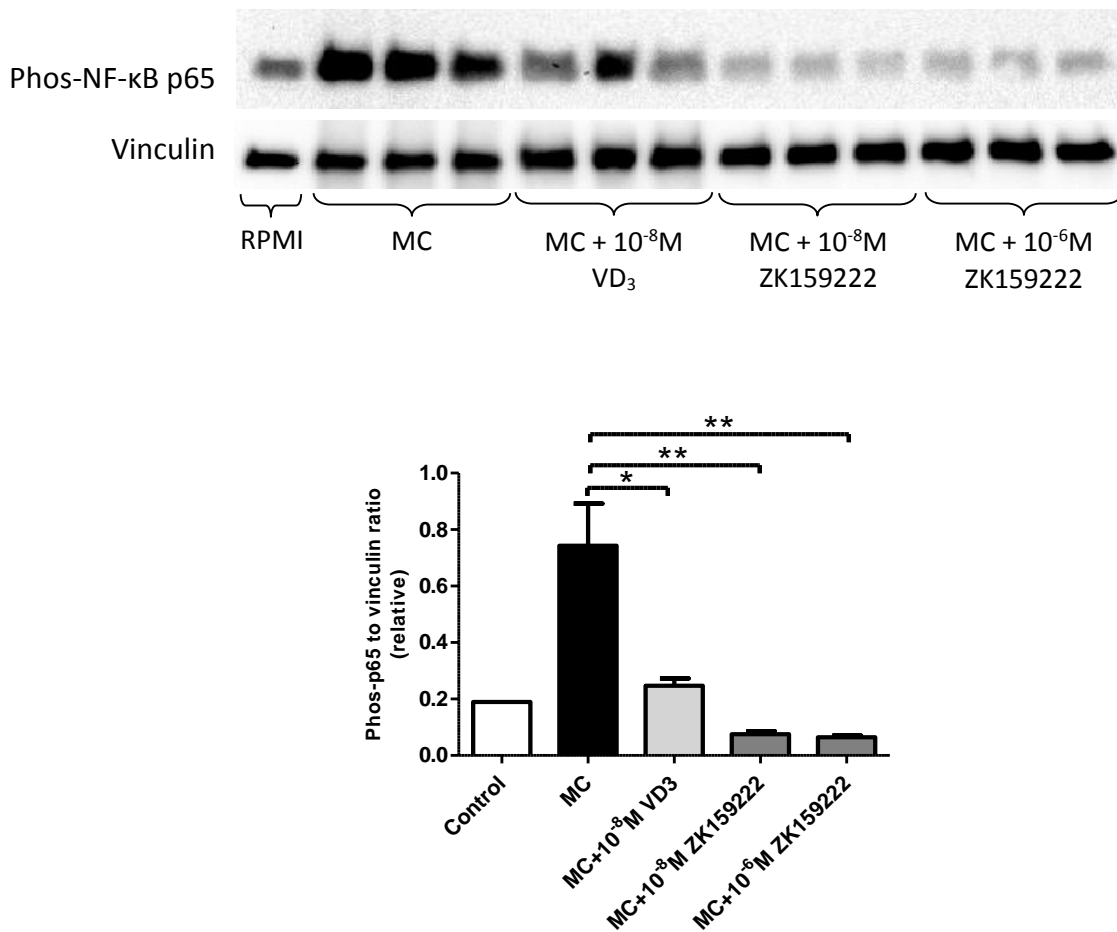 Phos-NF-κB p65
Vinculin
RPMI
MC
MC + 10⁻⁸M
VD₃
MC + 10⁻⁸M
ZK159222
MC + 10⁻⁶M
ZK159222
**
**
*
Phos-p65 to vinculin ratio
(relative)
1.0
0.8
0.6
0.4
0.2
0.0
Control
MC
MC+10⁻⁸M VD3
MC+10⁻⁸M ZK159222
MC+10⁻⁶M ZK159222